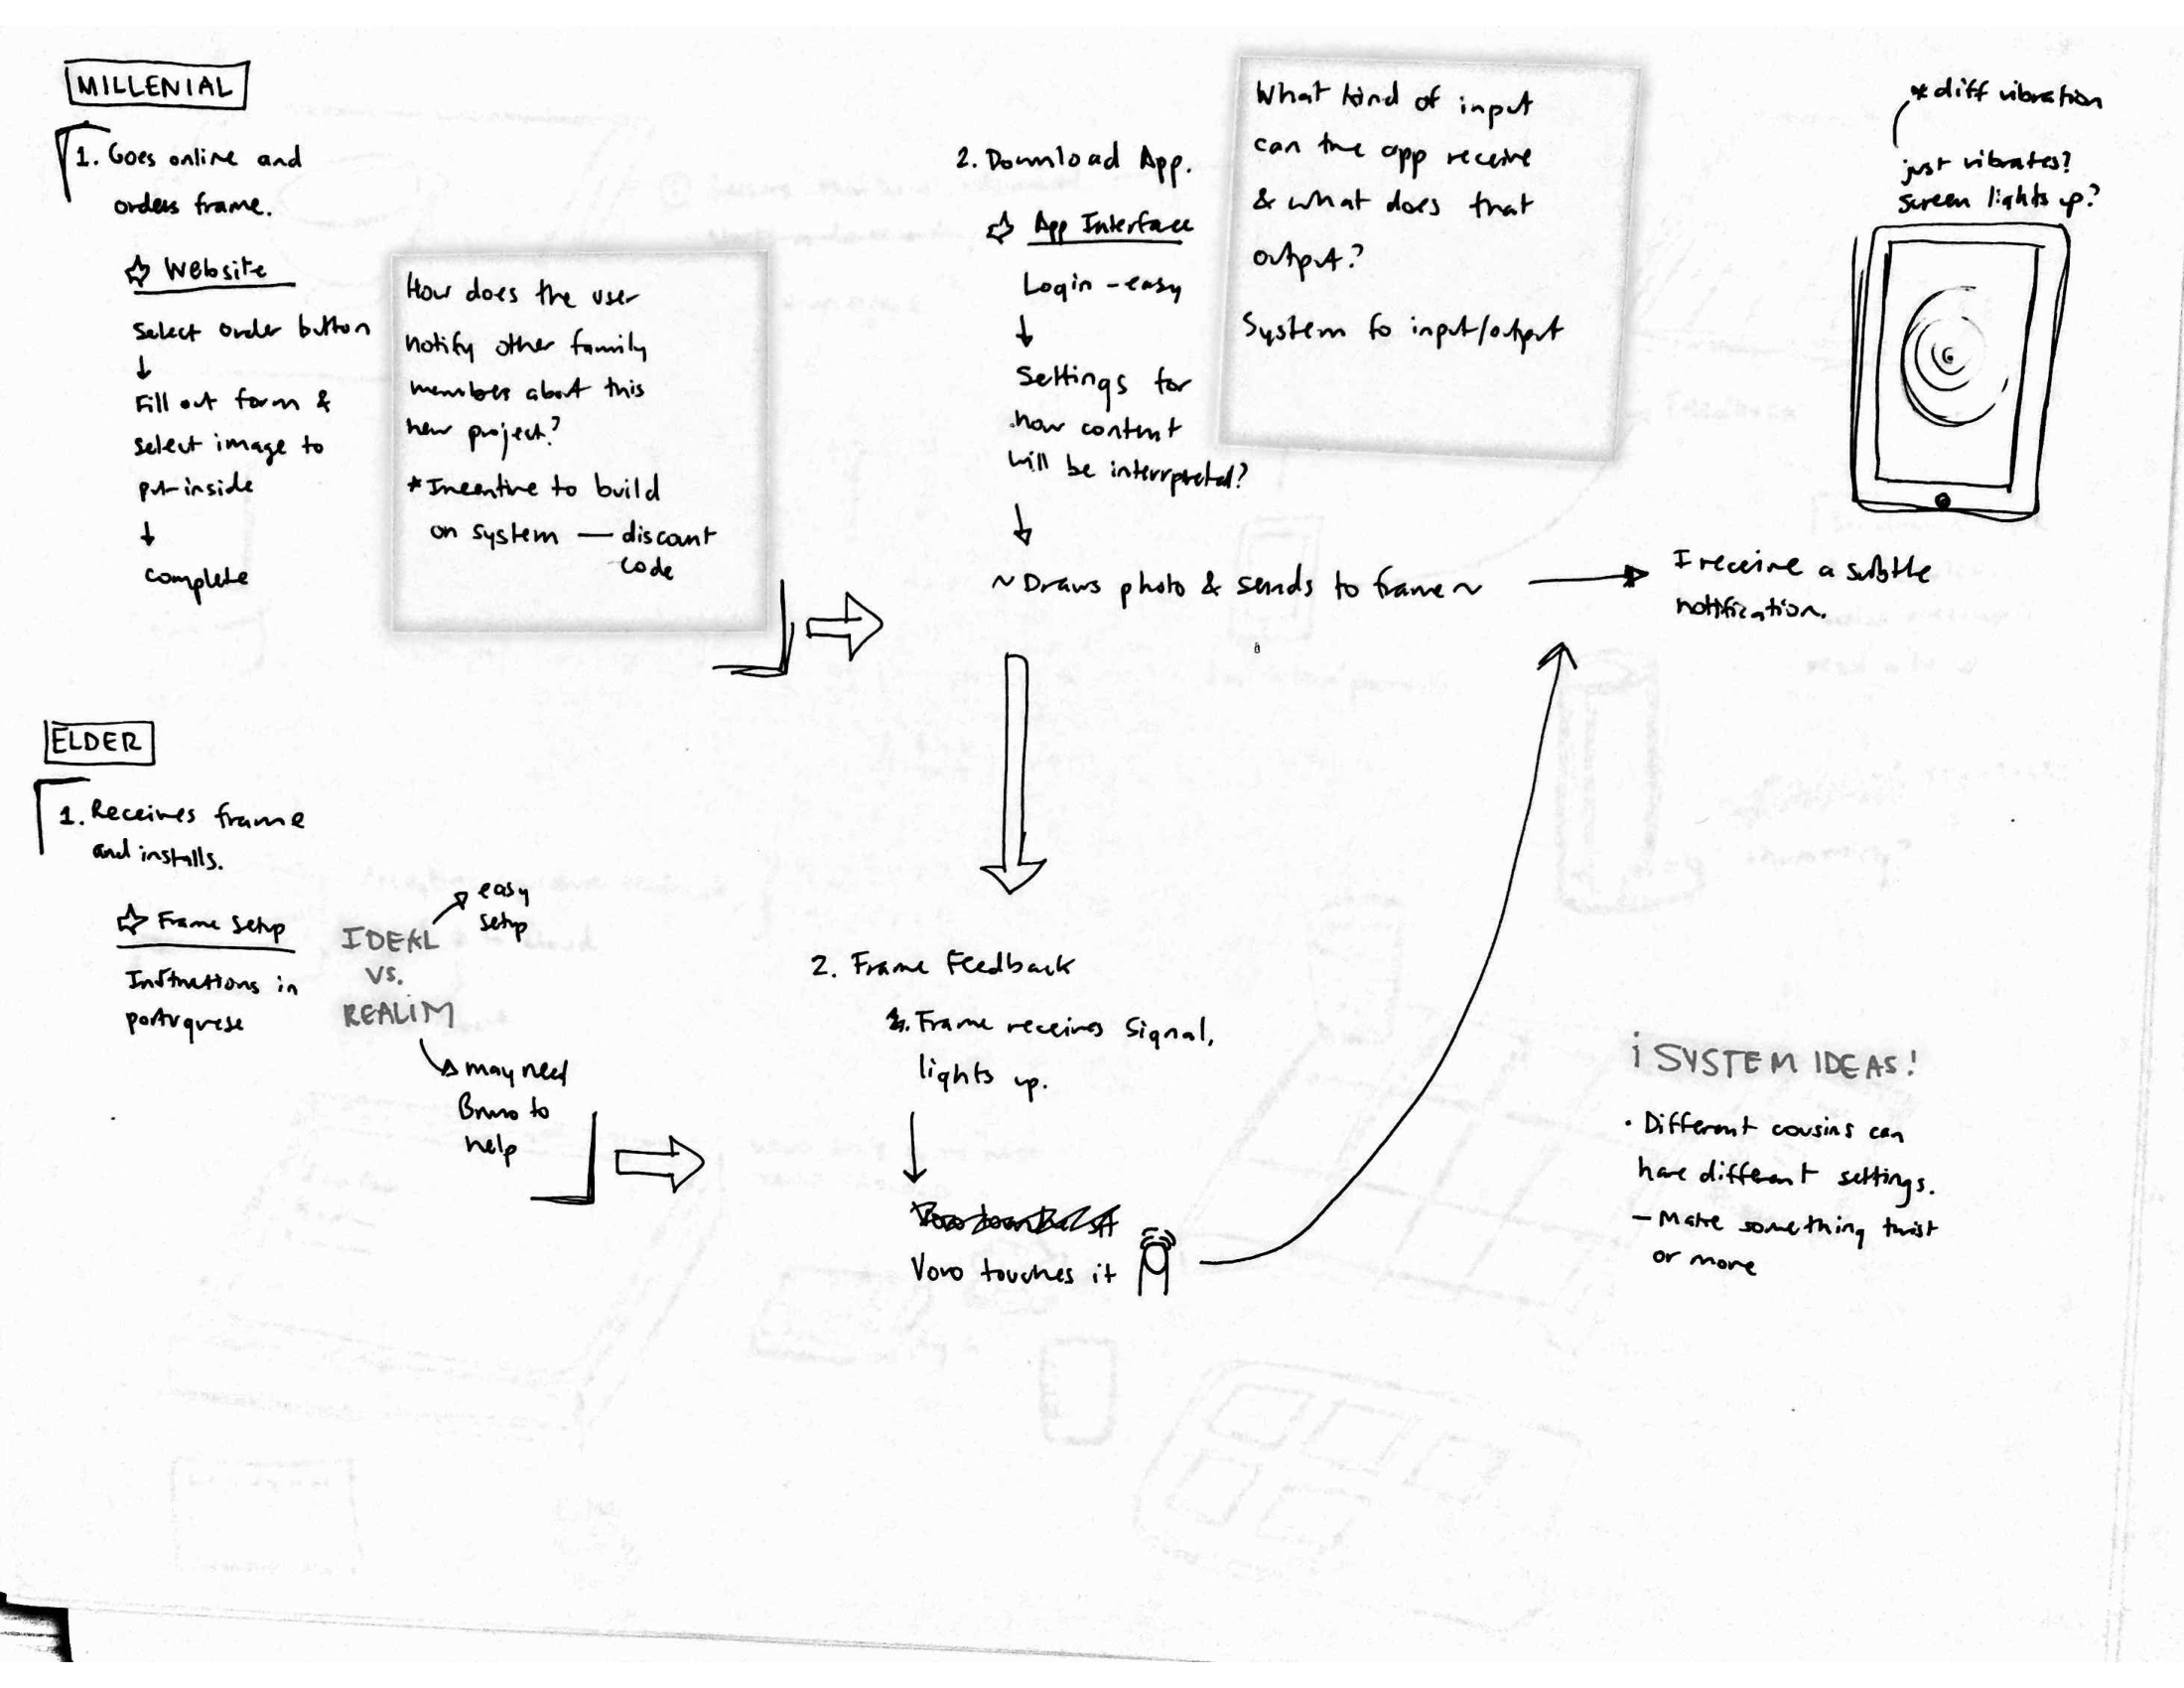 MILLENIAL
1. Goes online and
orders frame.
Website
Select order button
↓
Fill out form &
select image to
put inside
↓
complete
How does the user
notify other family
members about this
new project?
*Incentive to build
on system — discount
code
2. Download App.
App Interface
Login - easy
↓
Settings for
how content
will be interrpretal?
↓
~ Draws photo & sends to frame ~
What kind of input
can the app receive
& what does that
output?
System fo input/output
* diff vibration
just vibrates?
screen lights up?
I receive a subtle
notification.
ELDER
1. Receives frame
and installs.
Frame Setup
Instructions in
portuguese
IDEAL
VS.
REALIM
easy
setup
may need
Bruno to
help
2. Frame Feedback
Frame receives signal,
lights up.
Vovo touches it
¡ SYSTEM IDEAS!
• Different cousins can
have different settings.
— Make something twist
or more